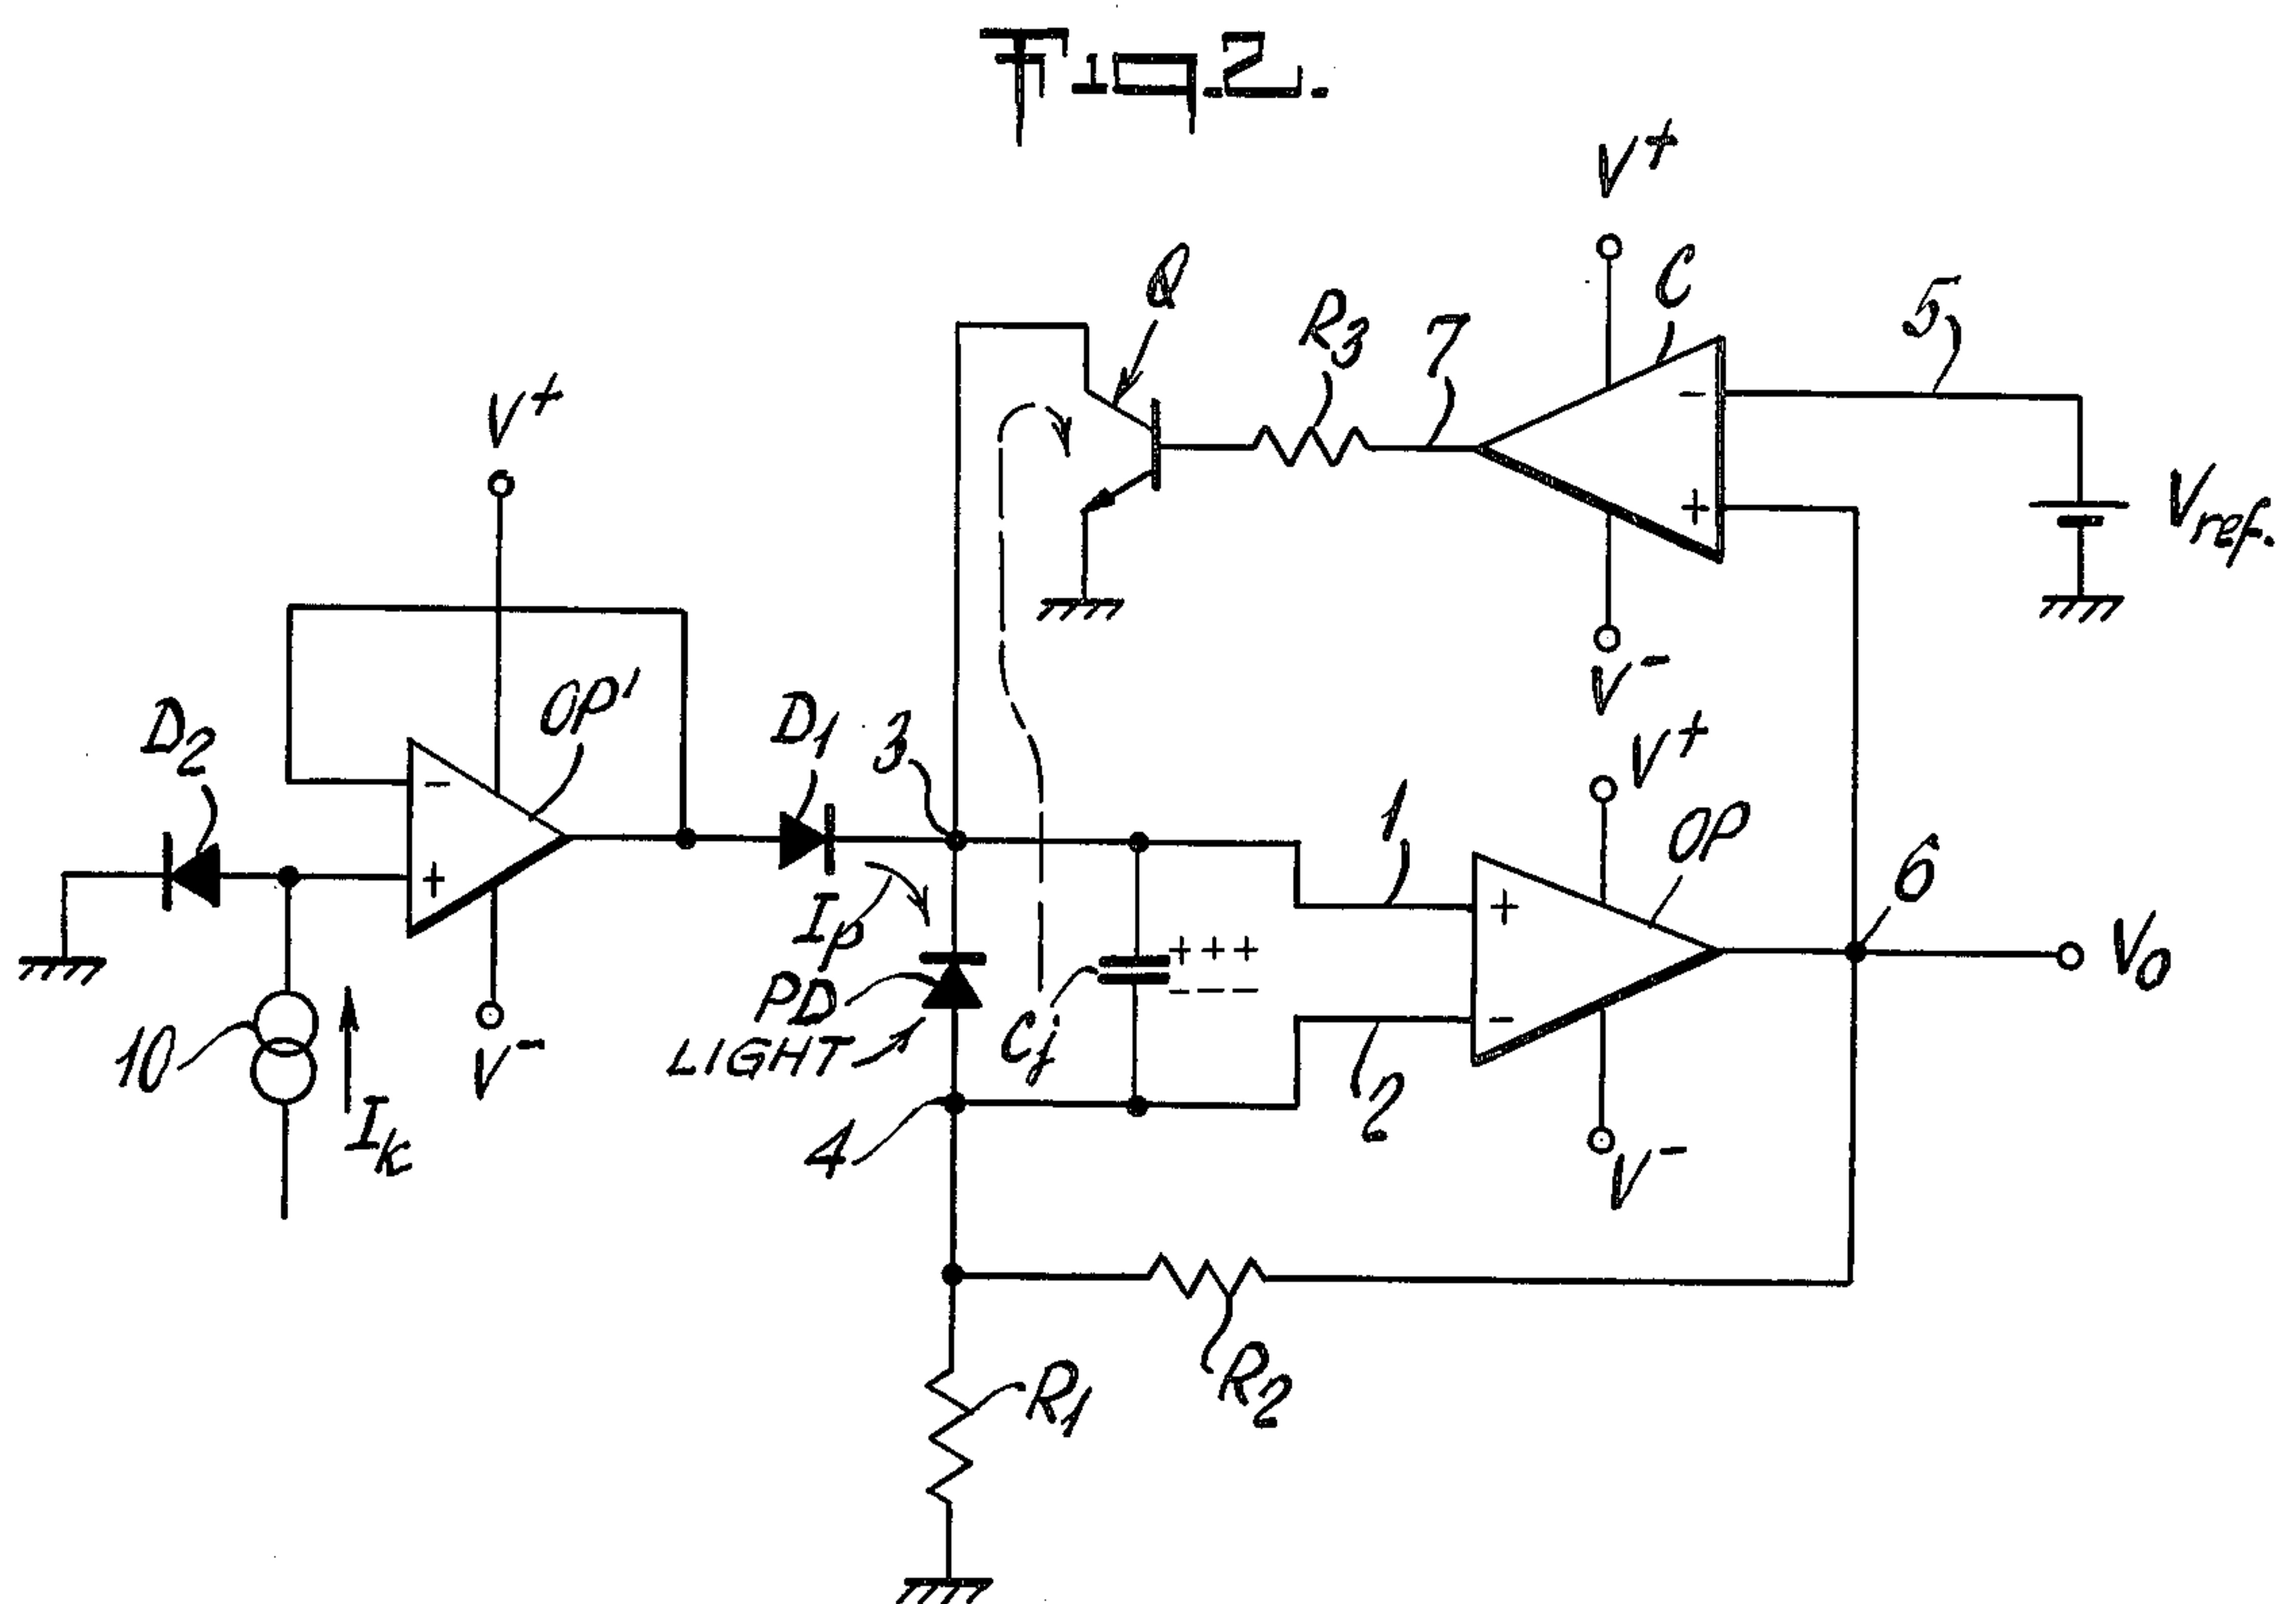 Fig.2.
V+
Q
R3
7
C
5
-
+
Vref.
V-
V+
OP'
D2
-
+
D1
3
V+
1
OP
6
Ip
+
+ + +
- - -
Vo
PD
LIGHT
Cj
-
10
Ik
V-
4
2
V-
R2
R1